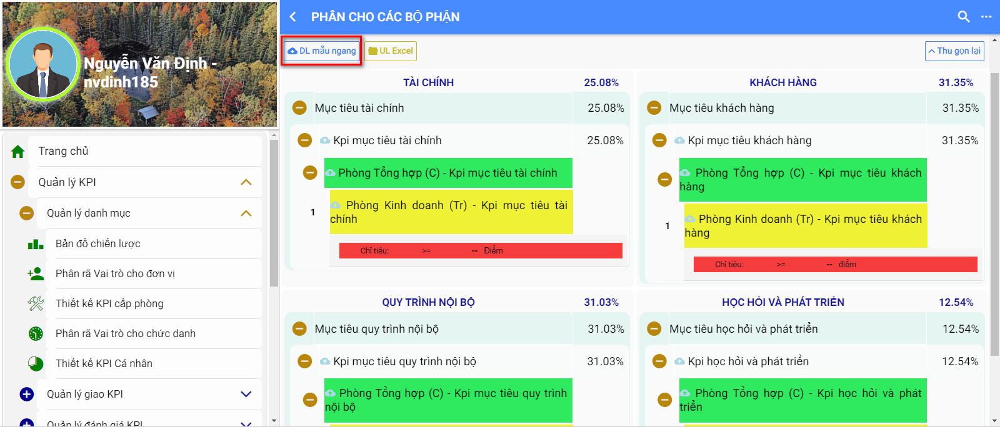 Nguyễn Văn Định -
nvdinh185
Trang chủ
Quản lý KPI
Quản lý danh mục
Bản đồ chiến lược
Phân rã Vai trò cho đơn vị
Thiết kế KPI cấp phòng
Phân rã Vai trò cho chức danh
Thiết kế KPI Cá nhân
Quản lý giao KPI
Quản lý đánh giá KPI
PHÂN CHO CÁC BỘ PHẬN
DL mẫu ngang
UL Excel
Thu gọn lại
TÀI CHÍNH 25.08%
Mục tiêu tài chính 25.08%
Kpi mục tiêu tài chính 25.08%
Phòng Tổng hợp (C) - Kpi mục tiêu tài chính
1 Phòng Kinh doanh (Tr) - Kpi mục tiêu tài
chính
Chỉ tiêu: >= -- Điểm
KHÁCH HÀNG 31.35%
Mục tiêu khách hàng 31.35%
Kpi mục tiêu khách hàng 31.35%
Phòng Tổng hợp (C) - Kpi mục tiêu khách
hàng
1 Phòng Kinh doanh (Tr) - Kpi mục tiêu khách
hàng
Chỉ tiêu: >= -- điểm
QUY TRÌNH NỘI BỘ 31.03%
Mục tiêu quy trình nội bộ 31.03%
Kpi mục tiêu quy trình nội bộ 31.03%
Phòng Tổng hợp (C) - Kpi mục tiêu quy trình
nội bộ
HỌC HỎI VÀ PHÁT TRIỂN 12.54%
Mục tiêu học hỏi và phát triển 12.54%
Kpi học hỏi và phát triển 12.54%
Phòng Tổng hợp (C) - Kpi học hỏi và phát
triển